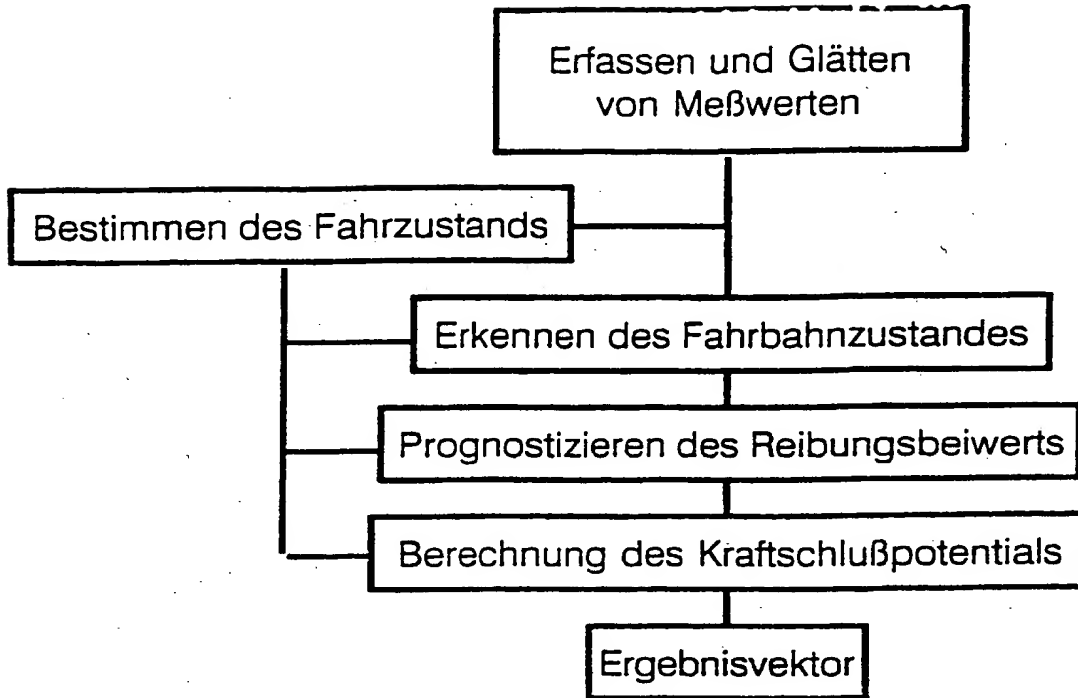 Erfassen und Glätten
von Meßwerten
Bestimmen des Fahrzustands
Erkennen des Fahrbahnzustandes
Prognostizieren des Reibungsbeiwerts
Berechnung des Kraftschlußpotentials
Ergebnisvektor